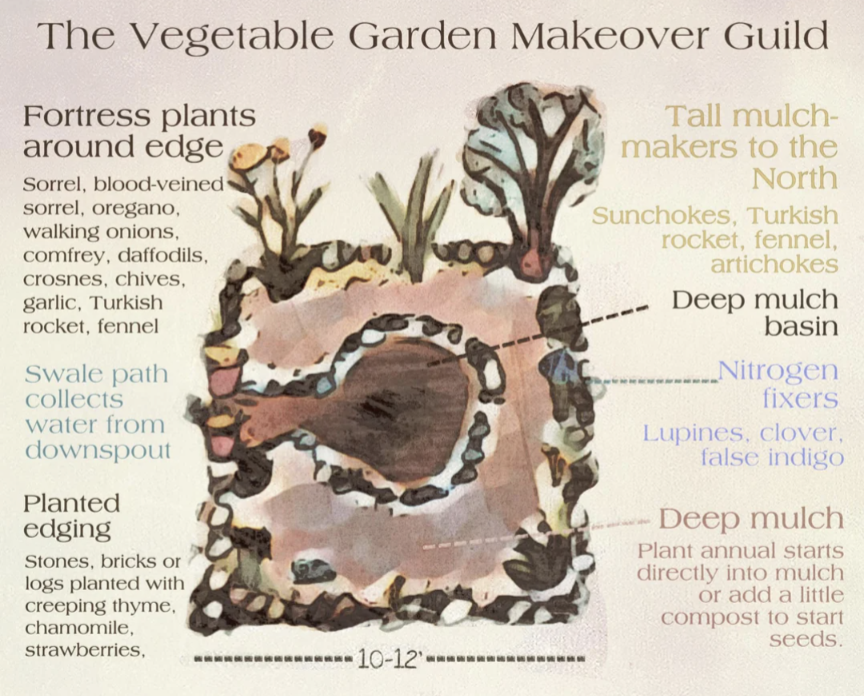 The Vegetable Garden Makeover Guild
Fortress plants
around edge
Sorrel, blood-veined
sorrel, oregano,
walking onions,
comfrey, daffodils,
crosnes, chives,
garlic, Turkish
rocket, fennel
Swale path
collects
water from
downspout
Planted
edging
Stones, bricks or
logs planted with
creeping thyme,
chamomile,
strawberries,
Tall mulch-
makers to the
North
Sunchokes, Turkish
rocket, fennel,
artichokes
Deep mulch
basin
Nitrogen
fixers
Lupines, clover,
false indigo
Deep mulch
Plant annual starts
directly into mulch
or add a little
compost to start
seeds.
10-12'